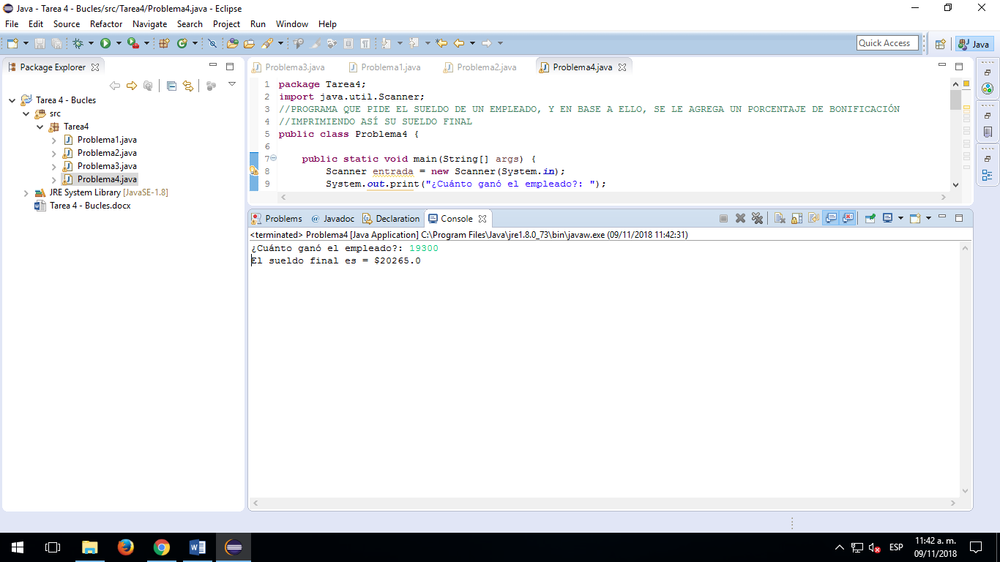 Java - Tarea 4 - Bucles/src/Tarea4/Problema4.java - Eclipse
File Edit Source Refactor Navigate Search Project Run Window Help
Quick Access Java
Package Explorer
Tarea 4 - Bucles
src
Tarea4
Problema1.java
Problema2.java
Problema3.java
Problema4.java
JRE System Library [JavaSE-1.8]
Tarea 4 - Bucles.docx
Problema3.java Problema1.java Problema2.java Problema4.java
1 package Tarea4;
2 import java.util.Scanner;
3 //PROGRAMA QUE PIDE EL SUELDO DE UN EMPLEADO, Y EN BASE A ELLO, SE LE AGREGA UN PORCENTAJE DE BONIFICACIÓN
4 //IMPRIMIENDO ASÍ SU SUELDO FINAL
5 public class Problema4 {
6
7 public static void main(String[] args) {
8 Scanner entrada = new Scanner(System.in);
9 System.out.print("¿Cuánto ganó el empleado?: ");
Problems @ Javadoc Declaration Console
<terminated> Problema4 [Java Application] C:\Program Files\Java\jre1.8.0_73\bin\javaw.exe (09/11/2018 11:42:31)
¿Cuánto ganó el empleado?: 19300
El sueldo final es = $20265.0
ESP
11:42 a. m.
09/11/2018